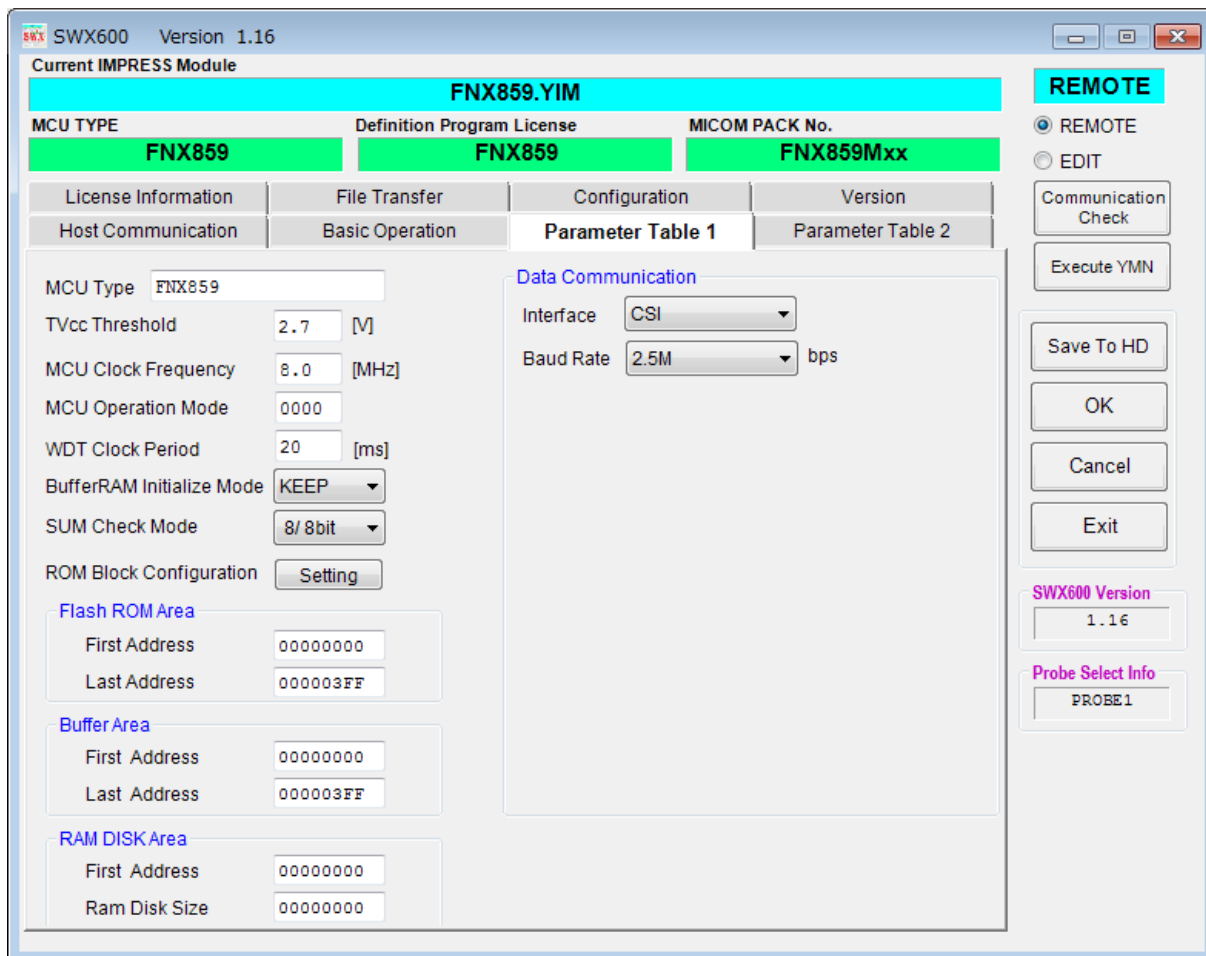 SWX SWX600 Version 1.16
Current IMPRESS Module
FNX859.YIM
MCU TYPE Definition Program License MICOM PACK No.
FNX859 FNX859 FNX859Mxx
License Information File Transfer Configuration Version
Host Communication Basic Operation Parameter Table 1 Parameter Table 2
MCU Type FNX859
TVcc Threshold 2.7 [V]
MCU Clock Frequency 8.0 [MHz]
MCU Operation Mode 0000
WDT Clock Period 20 [ms]
BufferRAM Initialize Mode KEEP
SUM Check Mode 8/ 8bit
ROM Block Configuration Setting
Flash ROM Area
First Address 00000000
Last Address 000003FF
Buffer Area
First Address 00000000
Last Address 000003FF
RAM DISK Area
First Address 00000000
Ram Disk Size 00000000
Data Communication
Interface CSI
Baud Rate 2.5M bps
REMOTE
REMOTE
EDIT
Communication
Check
Execute YMN
Save To HD
OK
Cancel
Exit
SWX600 Version
1.16
Probe Select Info
PROBE1